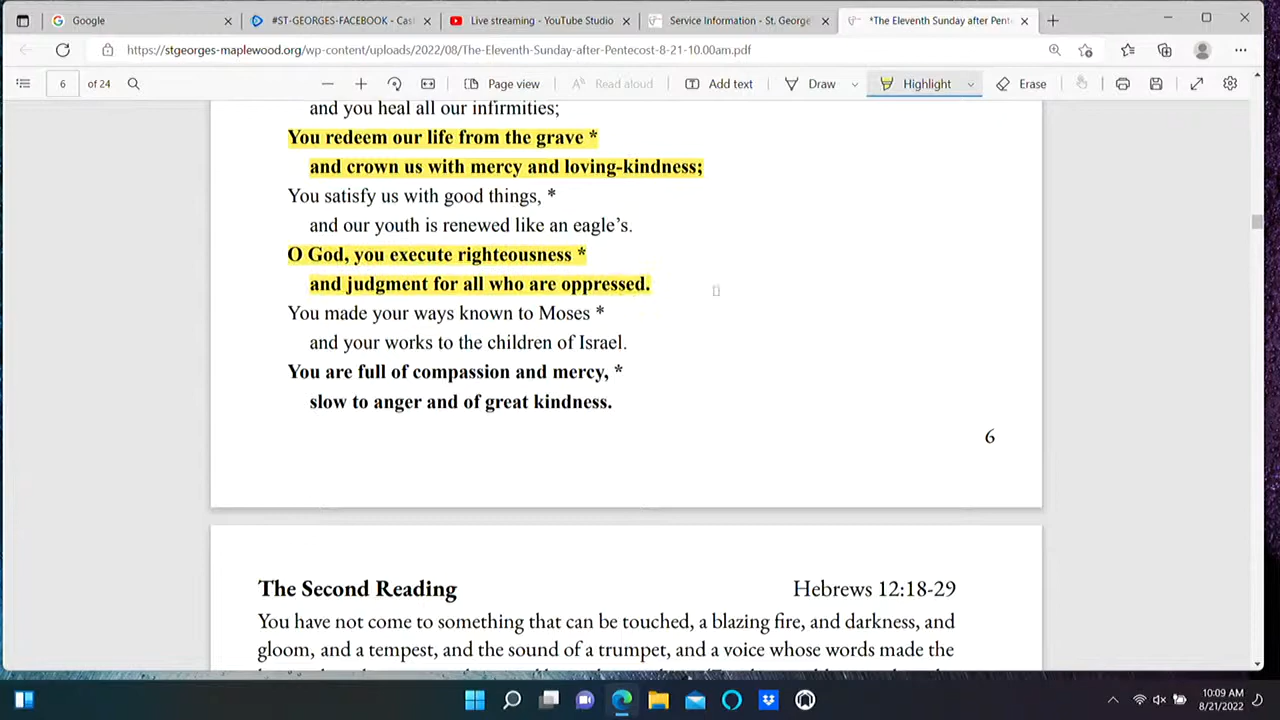 Google
#ST-GEORGES-FACEBOOK - Cast
Live streaming - YouTube Studio
Service Information - St. George'
*The Eleventh Sunday after Pent
https://stgeorges-maplewood.org/wp-content/uploads/2022/08/The-Eleventh-Sunday-after-Pentecost-8-21-10.00am.pdf
6 of 24
Page view
Read aloud
Add text
Draw
Highlight
Erase
and you heal all our infirmities;
You redeem our life from the grave *
and crown us with mercy and loving-kindness;
You satisfy us with good things, *
and our youth is renewed like an eagle's.
O God, you execute righteousness *
and judgment for all who are oppressed.
You made your ways known to Moses *
and your works to the children of Israel.
You are full of compassion and mercy, *
slow to anger and of great kindness.
6
The Second Reading Hebrews 12:18-29
You have not come to something that can be touched, a blazing fire, and darkness, and
gloom, and a tempest, and the sound of a trumpet, and a voice whose words made the
10:09 AM
8/21/2022